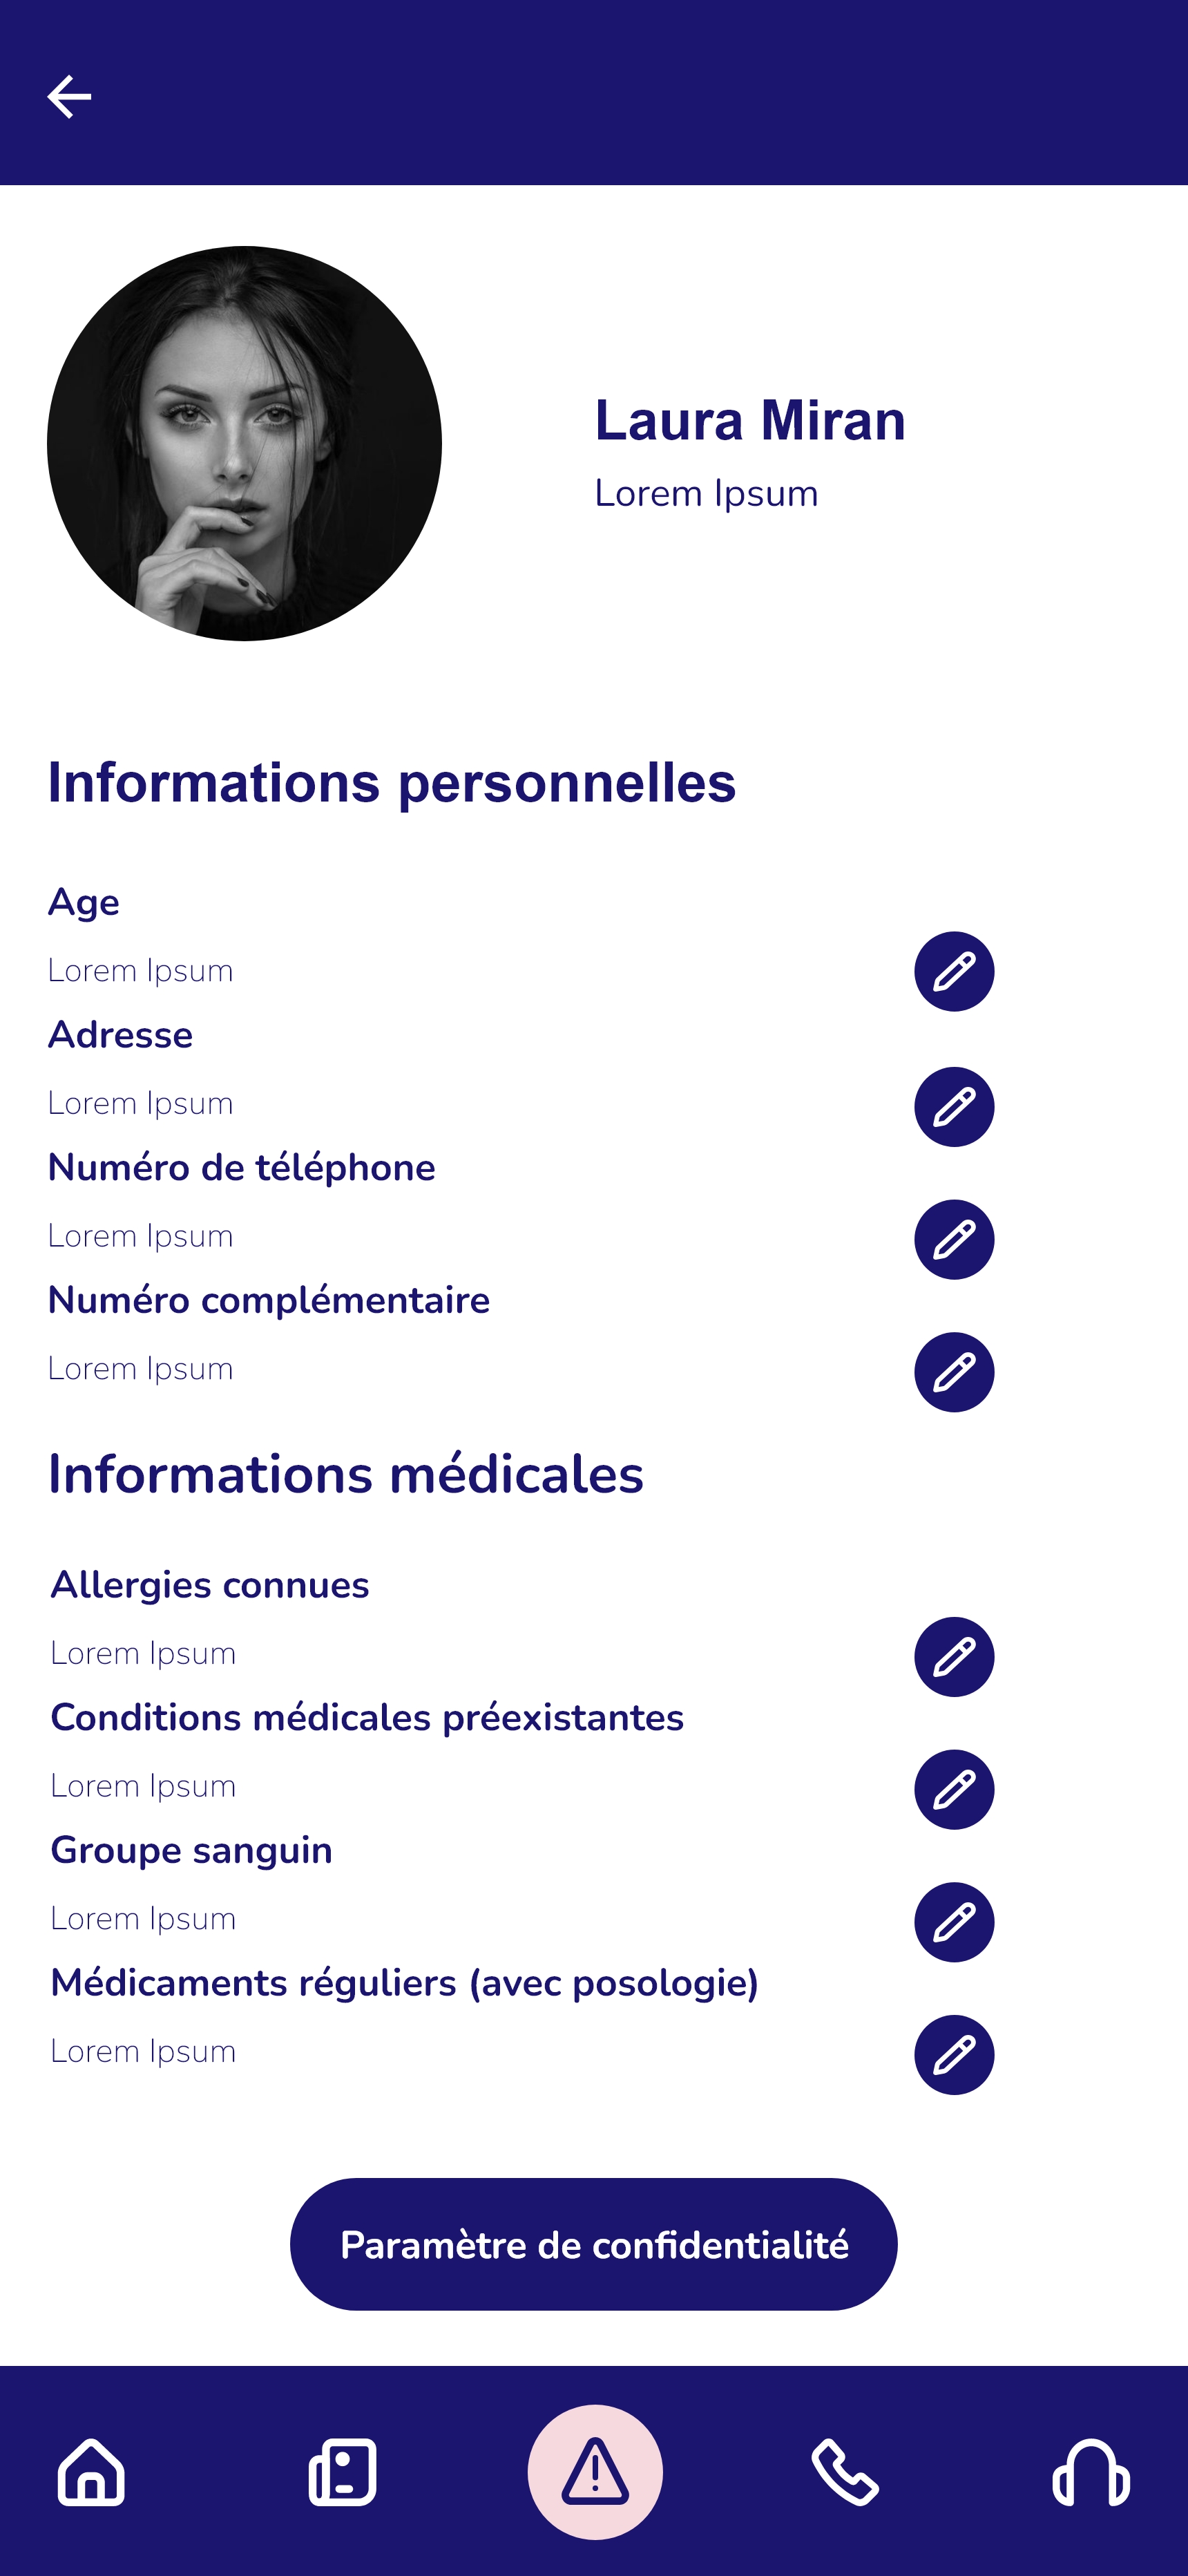 Laura Miran
Lorem Ipsum
Informations personnelles
Age
Lorem Ipsum
Adresse
Lorem Ipsum
Numéro de téléphone
Lorem Ipsum
Numéro complémentaire
Lorem Ipsum
Informations médicales
Allergies connues
Lorem Ipsum
Conditions médicales préexistantes
Lorem Ipsum
Groupe sanguin
Lorem Ipsum
Médicaments réguliers (avec posologie)
Lorem Ipsum
Paramètre de confidentialité